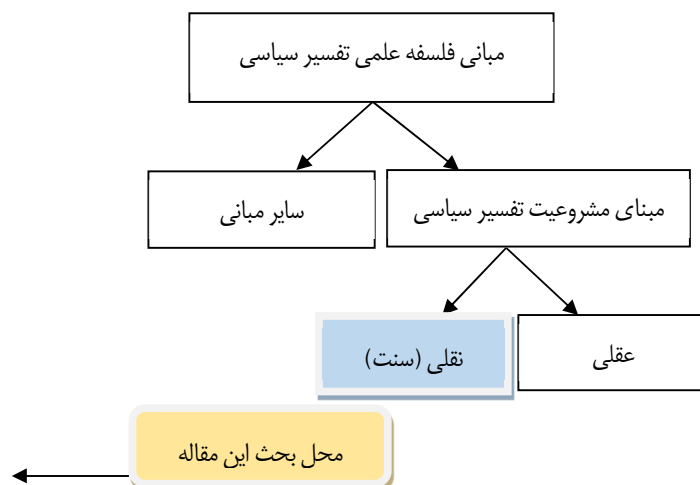 مبانی فلسفه علمی تفسیر سیاسی
مبنای مشروعیت تفسیر سیاسی
سایر مبانی
عقلی
نقلی (سنت)
محل بحث این مقاله